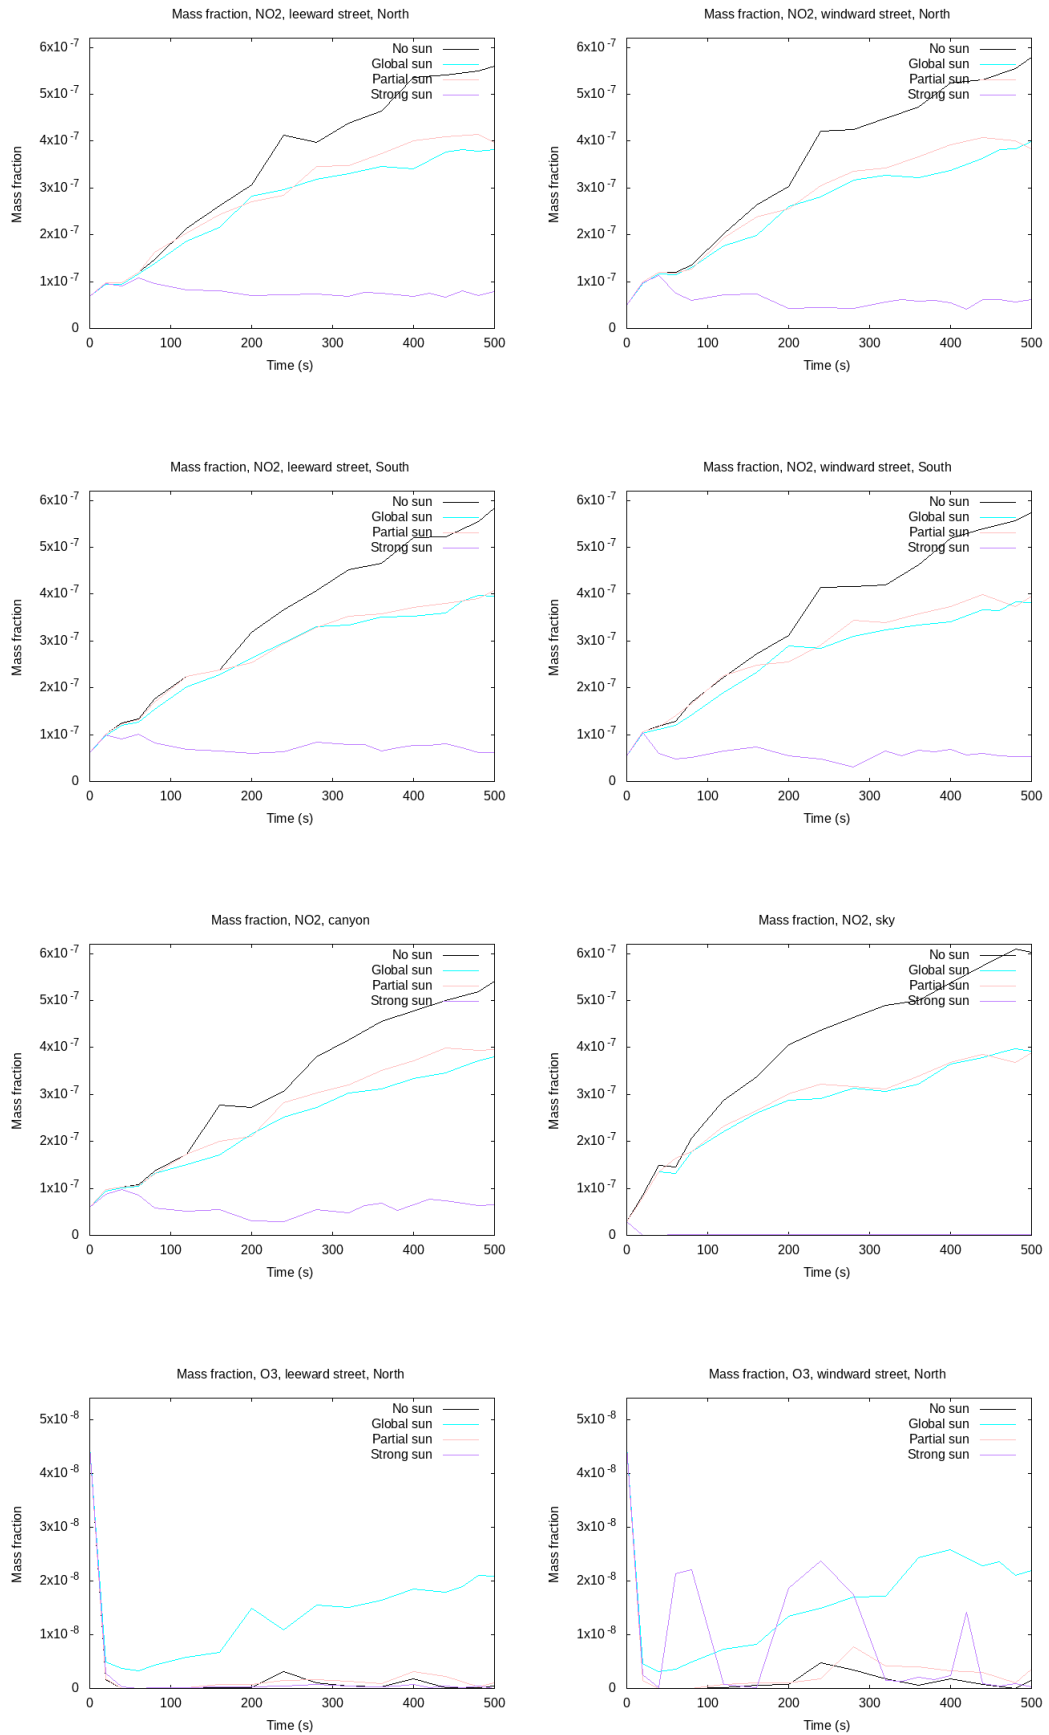 Mass fraction, NO2, leeward street, North
6x10-7
5x10-7
4x10-7
3x10-7
2x10-7
1x10-7
0
Mass fraction
No sun
Global sun
Partial sun
Strong sun
0 100 200 300 400 500
Time (s)
Mass fraction, NO2, windward street, North
6x10-7
5x10-7
4x10-7
3x10-7
2x10-7
1x10-7
0
Mass fraction
No sun
Global sun
Partial sun
Strong sun
0 100 200 300 400 500
Time (s)
Mass fraction, NO2, leeward street, South
6x10-7
5x10-7
4x10-7
3x10-7
2x10-7
1x10-7
0
Mass fraction
No sun
Global sun
Partial sun
Strong sun
0 100 200 300 400 500
Time (s)
Mass fraction, NO2, windward street, South
6x10-7
5x10-7
4x10-7
3x10-7
2x10-7
1x10-7
0
Mass fraction
No sun
Global sun
Partial sun
Strong sun
0 100 200 300 400 500
Time (s)
Mass fraction, NO2, canyon
6x10-7
5x10-7
4x10-7
3x10-7
2x10-7
1x10-7
0
Mass fraction
No sun
Global sun
Partial sun
Strong sun
0 100 200 300 400 500
Time (s)
Mass fraction, NO2, sky
6x10-7
5x10-7
4x10-7
3x10-7
2x10-7
1x10-7
0
Mass fraction
No sun
Global sun
Partial sun
Strong sun
0 100 200 300 400 500
Time (s)
Mass fraction, O3, leeward street, North
5x10-8
4x10-8
3x10-8
2x10-8
1x10-8
0
Mass fraction
No sun
Global sun
Partial sun
Strong sun
0 100 200 300 400 500
Time (s)
Mass fraction, O3, windward street, North
5x10-8
4x10-8
3x10-8
2x10-8
1x10-8
0
Mass fraction
No sun
Global sun
Partial sun
Strong sun
0 100 200 300 400 500
Time (s)